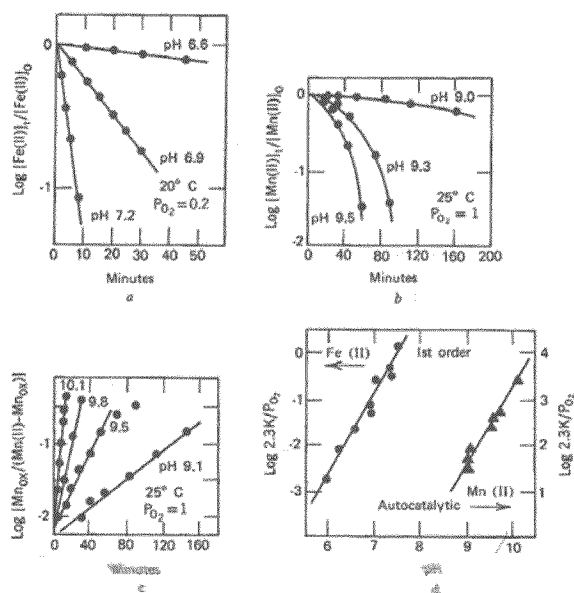 Log [Fe(II)]t/[Fe(II)]0
0
-1
pH 6.6
pH 6.9
20° C
PO2 = 0.2
pH 7.2
0 10 20 30 40 50
Minutes
a
Log [Mn(II)]t/[Mn(II)]0
0
-1
-2
pH 9.0
pH 9.3
pH 9.5
25° C
PO2 = 1
0 40 80 120 160 200
Minutes
b
Log [MnOX/(Mn(II)-MnOX)]
-1
-2
10.1
9.8
9.5
pH 9.1
25° C
PO2 = 1
0 40 80 120 160
Minutes
c
Log 2.3K/PO2
0
-1
-2
-3
Fe (II)
1st order
Autocatalytic
Mn (II)
4
3
2
1
Log 2.3K/PO2
6 7 8 9 10
pH
d